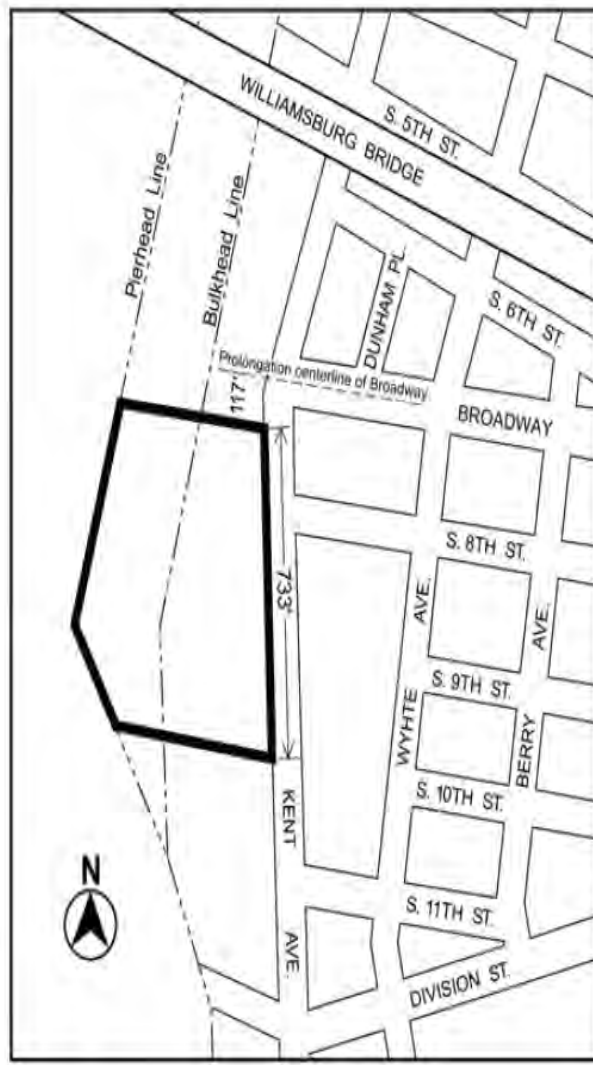 S. 5TH ST.
WILLIAMSBURG BRIDGE
Pierhead Line
Bulkhead Line
DUNHAM PL.
S. 6TH ST.
Prolongation centerline of Broadway
117'
BROADWAY
S. 8TH ST.
733'
AVE.
AVE.
S. 9TH ST.
WYHTE
BERRY
S. 10TH ST.
KENT
N
S. 11TH ST.
AVE.
DIVISION ST.